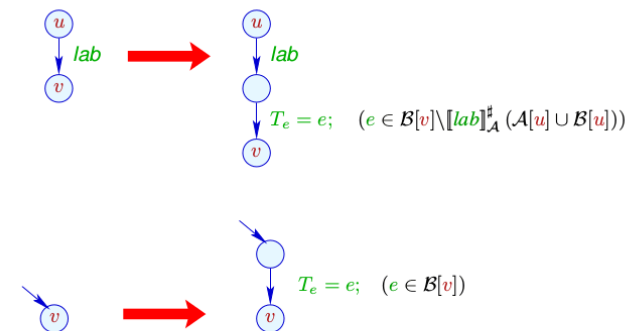 u u
lab lab
v
T_e = e; (e ∈ B[v]\⟦lab⟧^♯_A (A[u] ∪ B[u]))
v
T_e = e; (e ∈ B[v])
v v